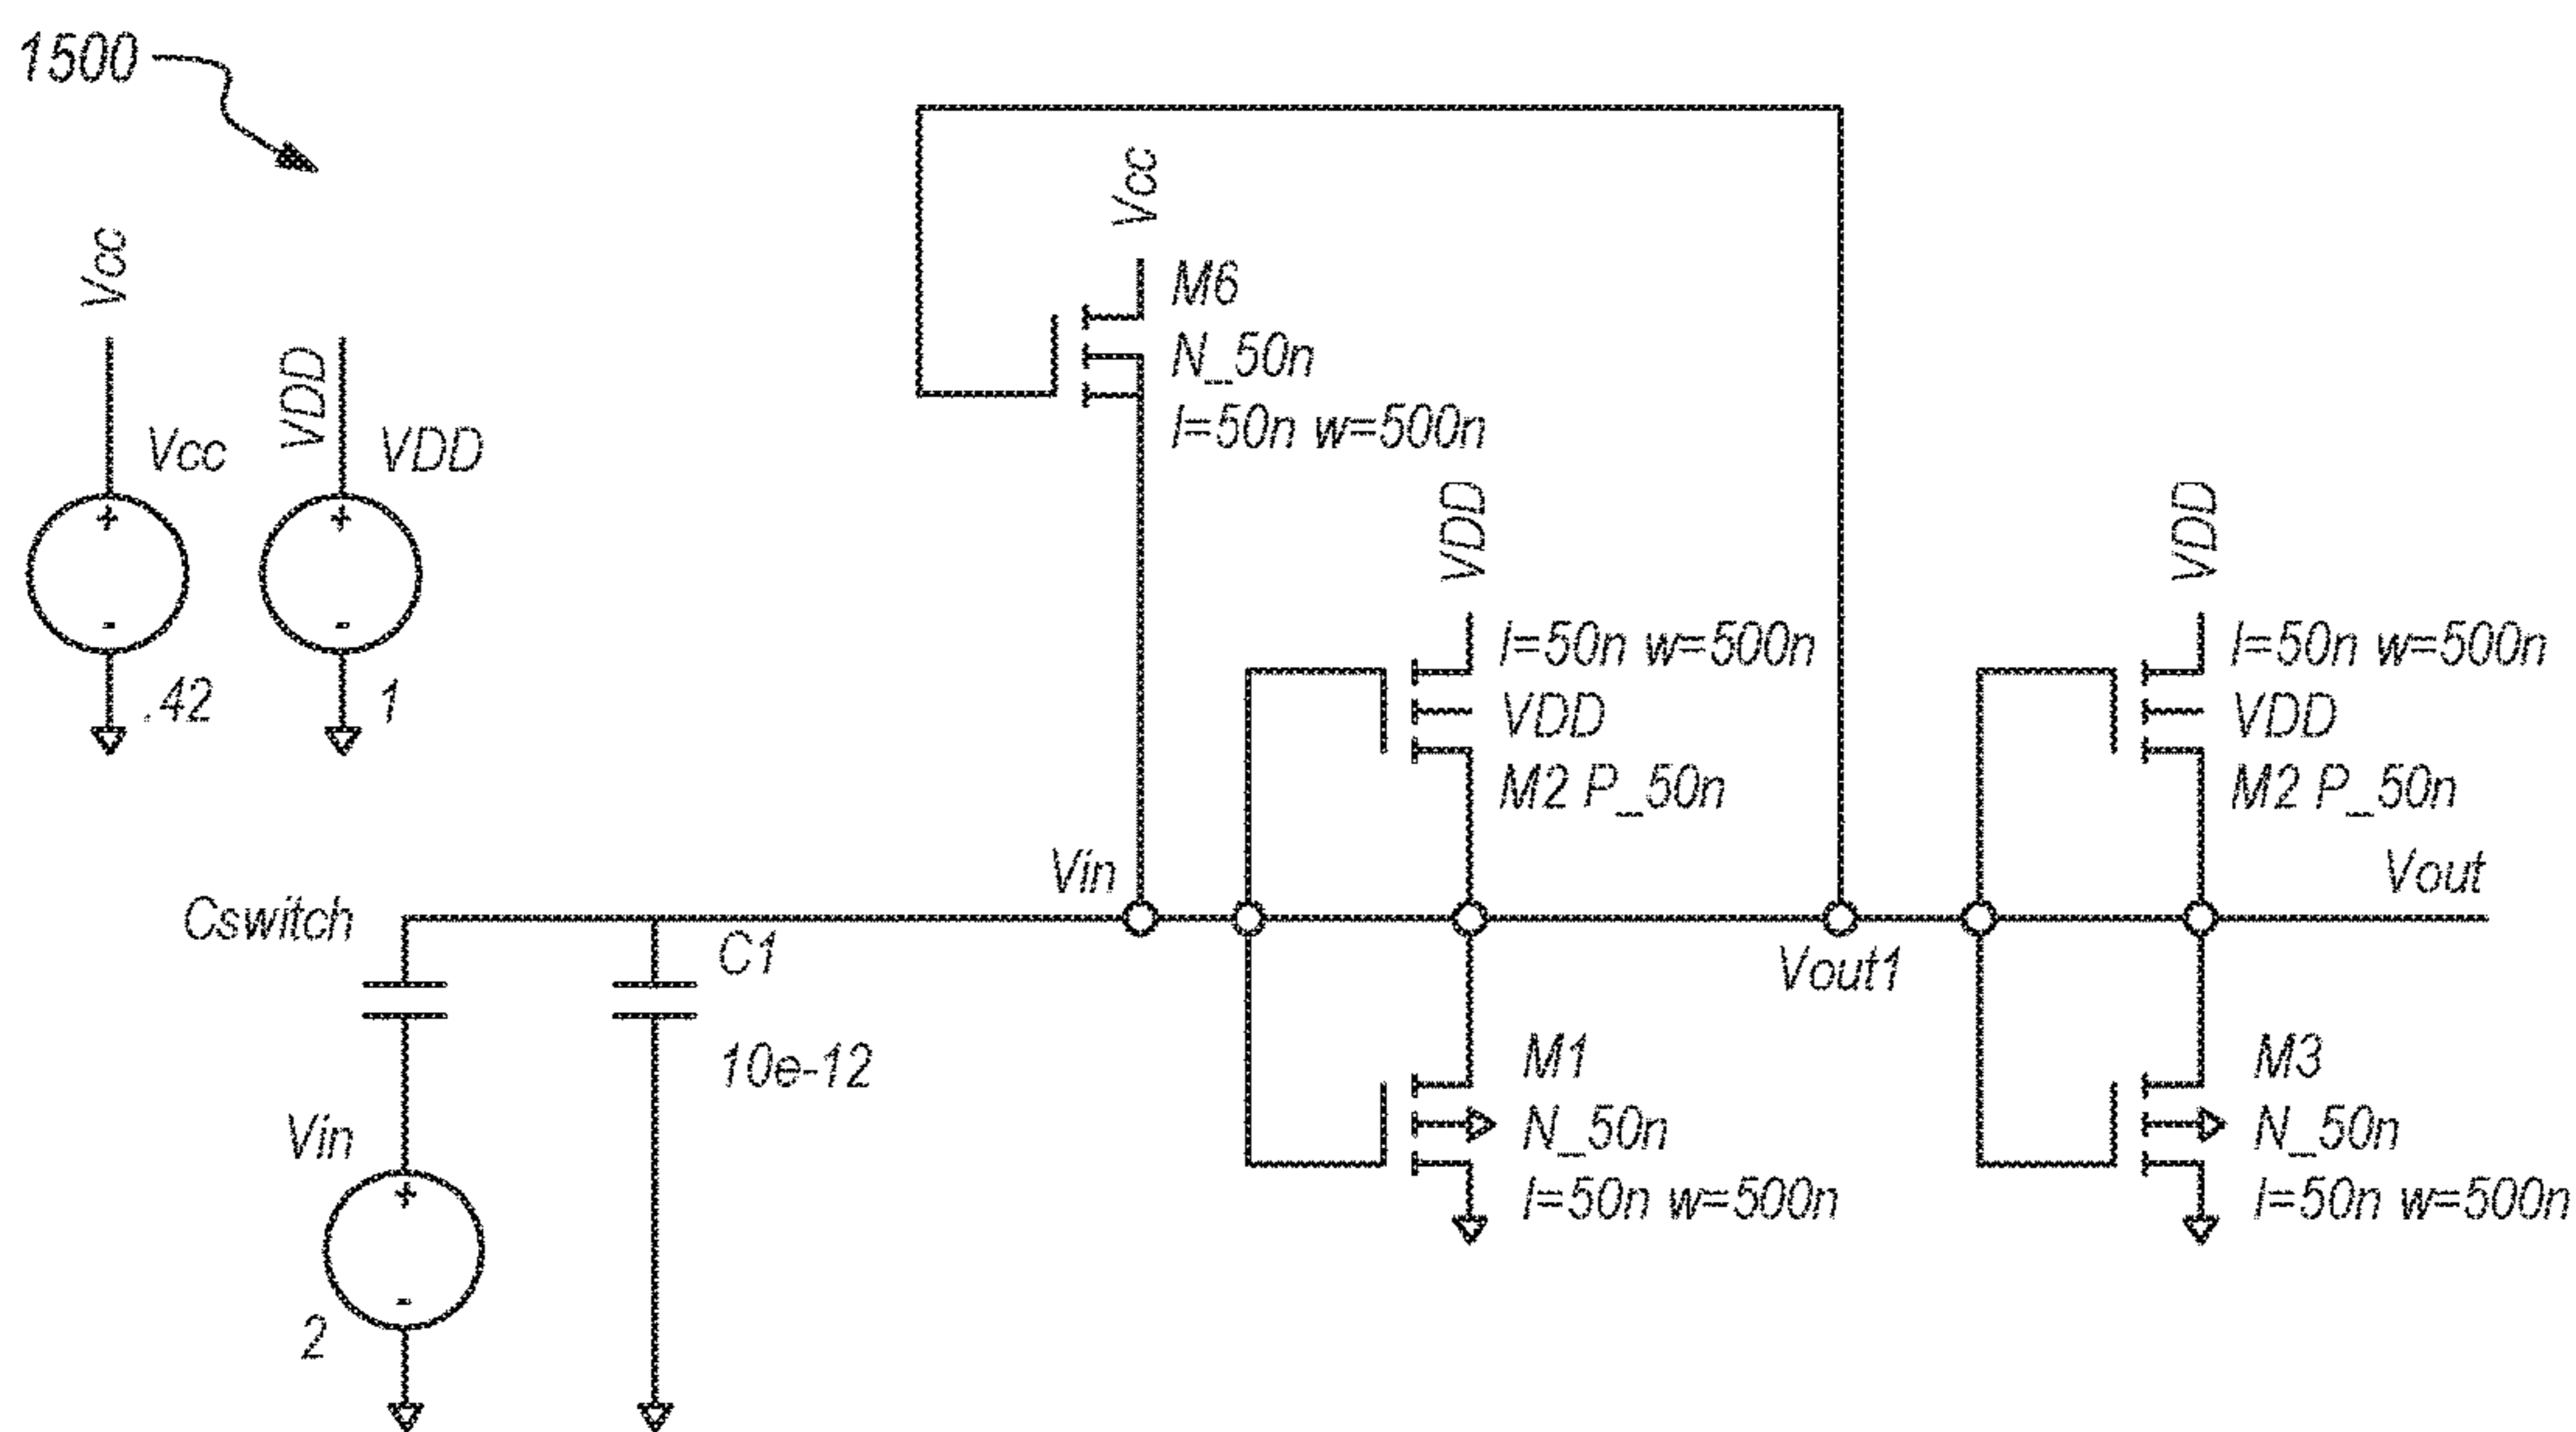 1500
Vcc
Vcc
VDD
VDD
Vcc
.42
1
M6
N_50n
l=50n w=500n
VDD
l=50n w=500n
VDD
M2 P_50n
VDD
l=50n w=500n
VDD
M2 P_50n
Vin
Vout
Cswitch
C1
10e-12
Vout1
Vin
+
-
2
M1
N_50n
l=50n w=500n
M3
N_50n
l=50n w=500n
+
-
+
-